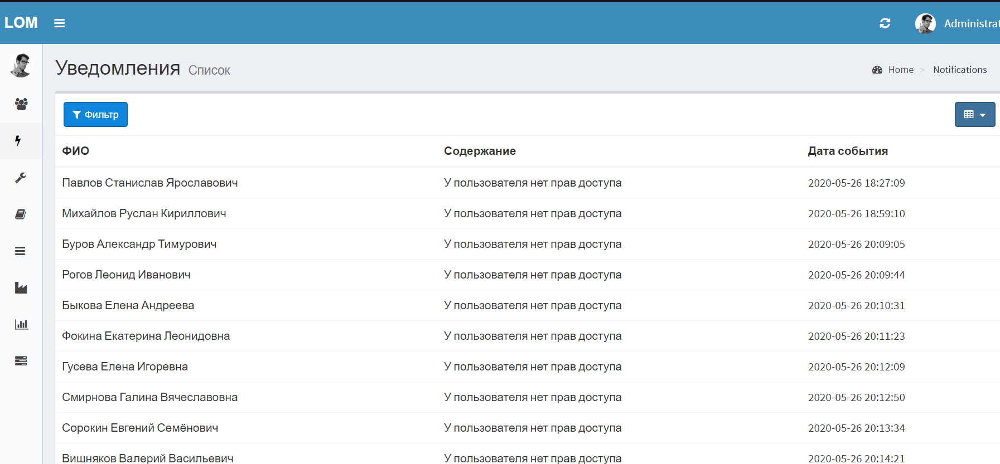 LOM
Administrat
Уведомления Список
Home > Notifications
Фильтр
ФИО Содержание Дата события
Павлов Станислав Ярославович У пользователя нет прав доступа 2020-05-26 18:27:09
Михайлов Руслан Кириллович У пользователя нет прав доступа 2020-05-26 18:59:10
Буров Александр Тимурович У пользователя нет прав доступа 2020-05-26 20:09:05
Рогов Леонид Иванович У пользователя нет прав доступа 2020-05-26 20:09:44
Быкова Елена Андреева У пользователя нет прав доступа 2020-05-26 20:10:31
Фокина Екатерина Леонидовна У пользователя нет прав доступа 2020-05-26 20:11:23
Гусева Елена Игоревна У пользователя нет прав доступа 2020-05-26 20:12:09
Смирнова Галина Вячеславовна У пользователя нет прав доступа 2020-05-26 20:12:50
Сорокин Евгений Семёнович У пользователя нет прав доступа 2020-05-26 20:13:34
Вишняков Валерий Васильевич У пользователя нет прав доступа 2020-05-26 20:14:21